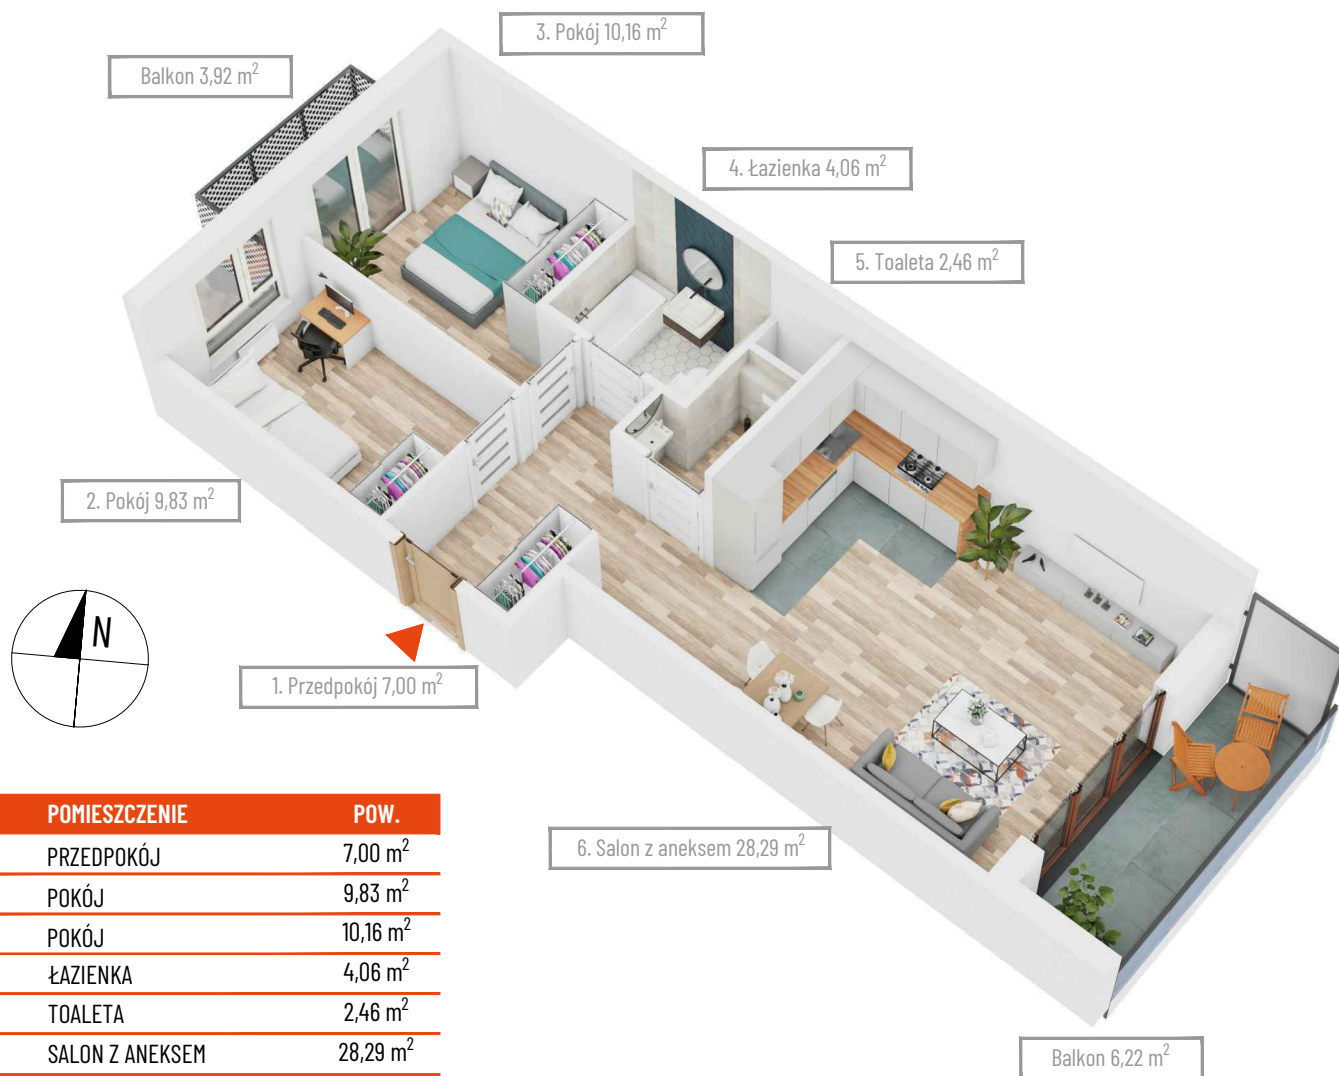 3. Pokój 10,16 m²
Balkon 3,92 m²
4. Łazienka 4,06 m²
5. Toaleta 2,46 m²
2. Pokój 9,83 m²
N
1. Przedpokój 7,00 m²
POMIESZCZENIE POW.
PRZEDPOKÓJ 7,00 m²
POKÓJ 9,83 m²
POKÓJ 10,16 m²
ŁAZIENKA 4,06 m²
TOALETA 2,46 m²
SALON Z ANEKSEM 28,29 m²
6. Salon z aneksem 28,29 m²
Balkon 6,22 m²